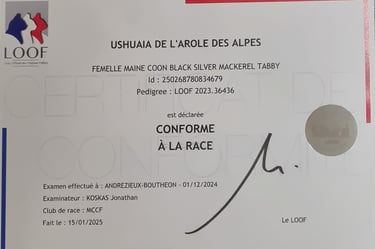 LOOF
USHUAIA DE L'AROLE DES ALPES
FEMELLE MAINE COON BLACK SILVER MACKEREL TABBY
Id : 250268780834679
Pedigree : LOOF 2023.36436
est déclarée
CONFORME
À LA RACE
Examen effectué à : ANDREZIEUX-BOUTHEON - 01/12/2024
Examinateur : KOSKAS Jonathan
Club de race : MCCF
Fait le : 15/01/2025
Le LOOF